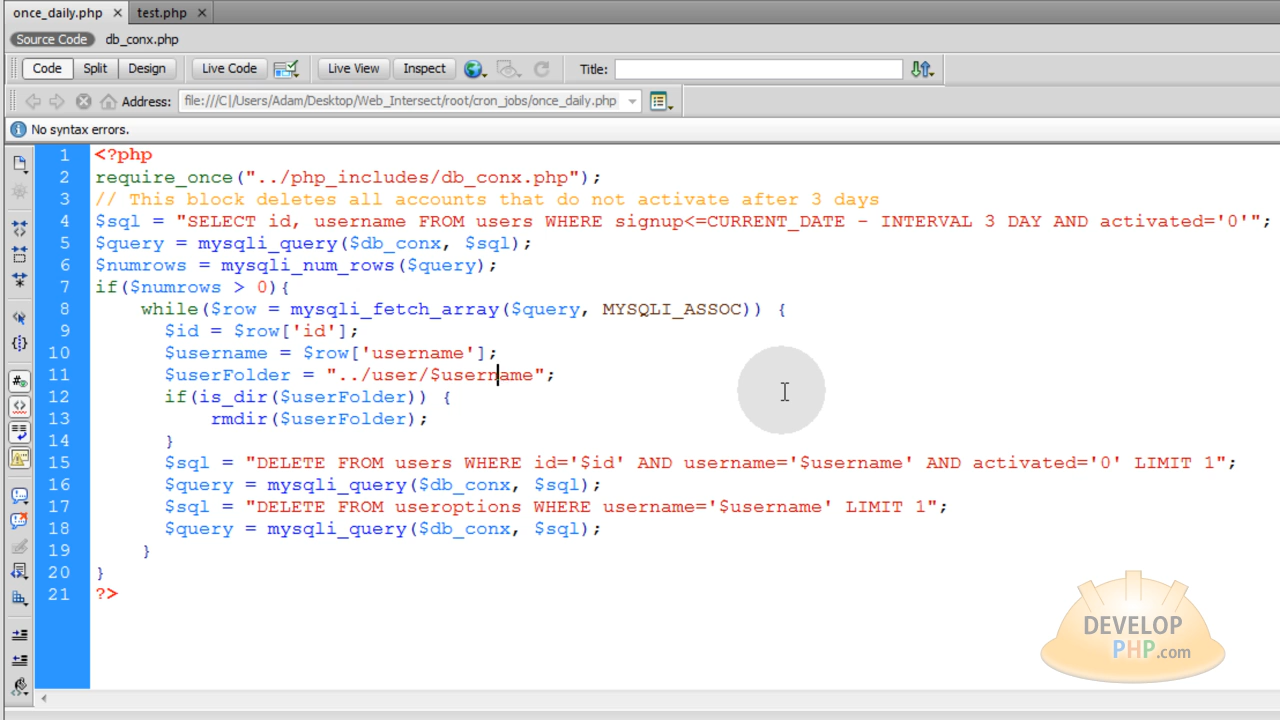 once_daily.php × test.php ×
Source Code db_conx.php
Code Split Design Live Code Live View Inspect Title:
Address: file:///C|/Users/Adam/Desktop/Web_Intersect/root/cron_jobs/once_daily.php
No syntax errors.
1 <?php
2 require_once("../php_includes/db_conx.php");
3 // This block deletes all accounts that do not activate after 3 days
4 $sql = "SELECT id, username FROM users WHERE signup<=CURRENT_DATE - INTERVAL 3 DAY AND activated='0'";
5 $query = mysqli_query($db_conx, $sql);
6 $numrows = mysqli_num_rows($query);
7 if($numrows > 0){
8 while($row = mysqli_fetch_array($query, MYSQLI_ASSOC)) {
9 $id = $row['id'];
10 $username = $row['username'];
11 $userFolder = "../user/$username";
12 if(is_dir($userFolder)) {
13 rmdir($userFolder);
14 }
15 $sql = "DELETE FROM users WHERE id='$id' AND username='$username' AND activated='0' LIMIT 1";
16 $query = mysqli_query($db_conx, $sql);
17 $sql = "DELETE FROM useroptions WHERE username='$username' LIMIT 1";
18 $query = mysqli_query($db_conx, $sql);
19 }
20 }
21 ?>
DEVELOP
PHP.com